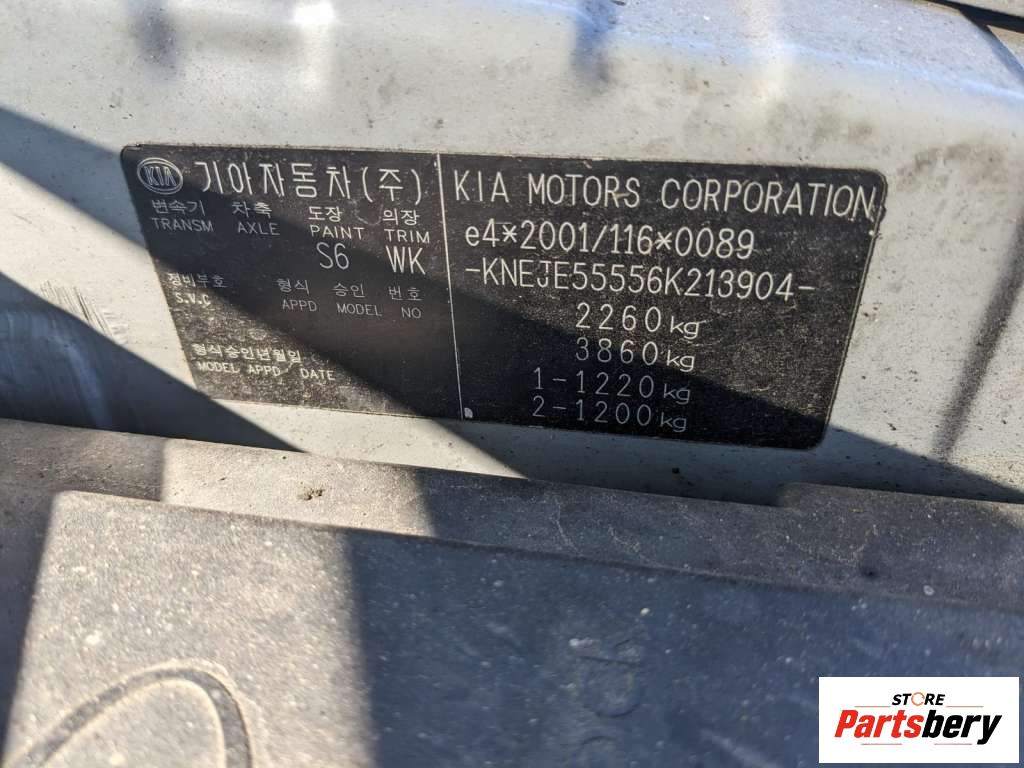 KIA 기아자동차(주)
변속기 차축 도장 의장
TRANSM AXLE PAINT TRIM
S6 WK
정비부호 형식 승인 번호
S.V.C APPD MODEL NO
형식승인년월일
MODEL APPD DATE
KIA MOTORS CORPORATION
e4*2001/116*0089
-KNEJE55556K213904-
2260kg
3860kg
1-1220kg
2-1200kg
STORE
Partsbery